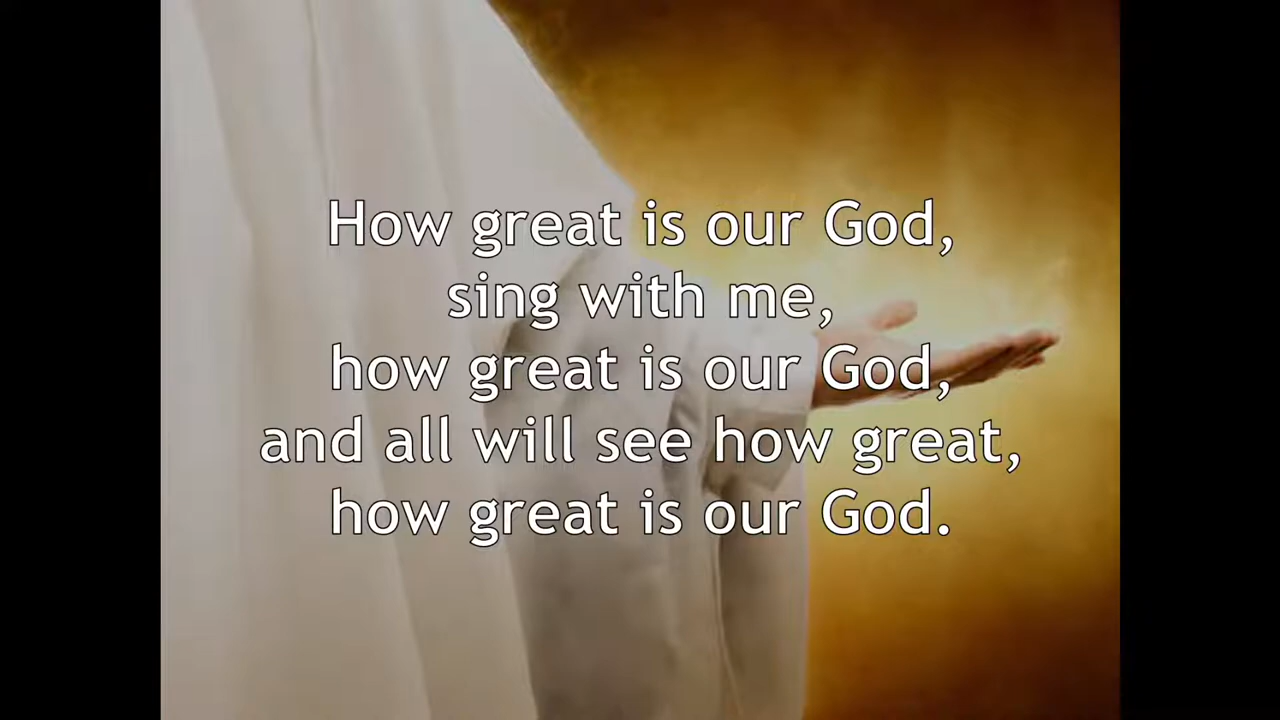 How great is our God,
sing with me,
how great is our God,
and all will see how great,
how great is our God.